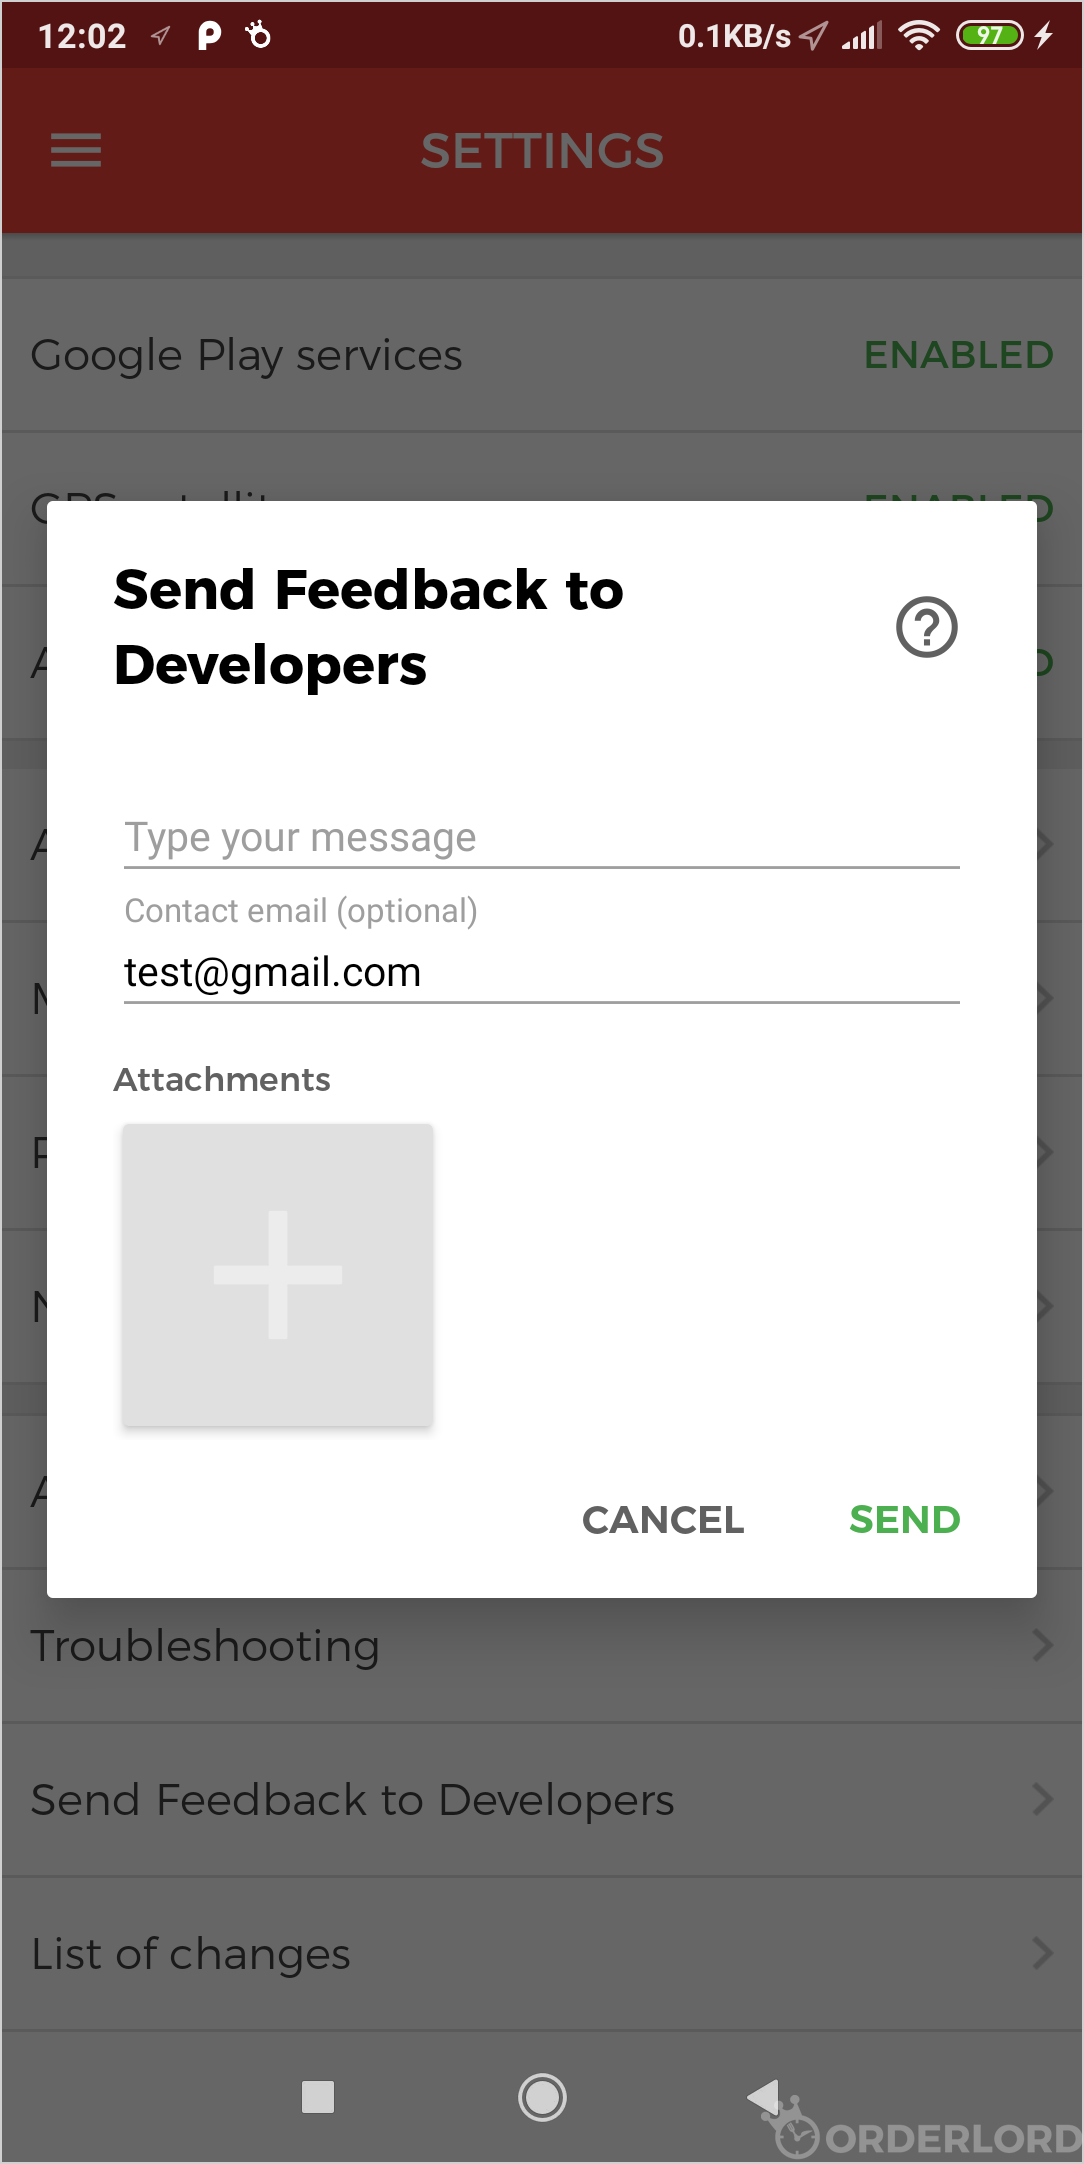 12:02 0.1KB/s 97
SETTINGS
Google Play services ENABLED
Send Feedback to
Developers
Type your message
Contact email (optional)
test@gmail.com
Attachments
CANCEL SEND
Troubleshooting
Send Feedback to Developers
List of changes
ORDERLORD